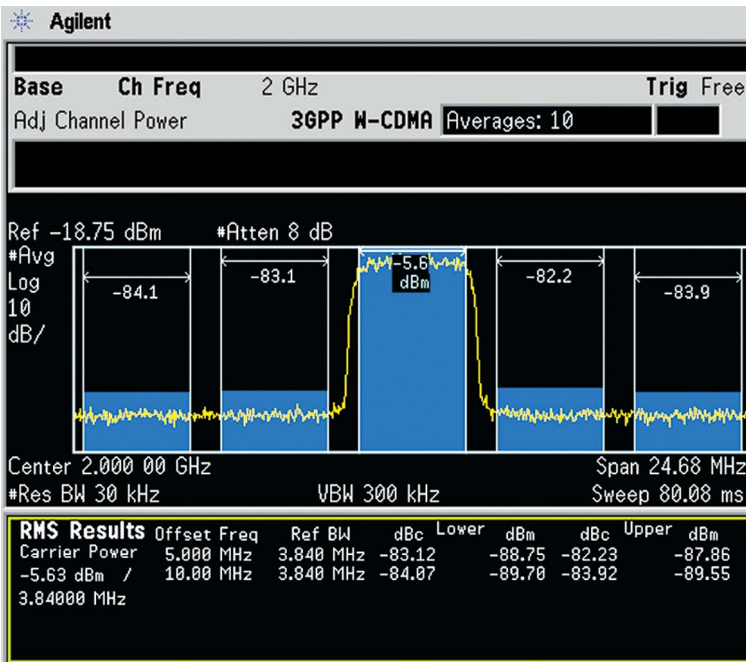 Agilent
Base Ch Freq 2 GHz Trig Free
Adj Channel Power 3GPP W-CDMA Averages: 10
Ref -18.75 dBm #Atten 8 dB
#Avg
Log
10
dB/
-84.1 -83.1 -5.6 dBm -82.2 -83.9
Center 2.000 00 GHz Span 24.68 MHz
#Res BW 30 kHz VBW 300 kHz Sweep 80.08 ms
RMS Results Offset Freq Ref BW dBc Lower dBm dBc Upper dBm
Carrier Power 5.000 MHz 3.840 MHz -83.12 -88.75 -82.23 -87.86
-5.63 dBm / 10.00 MHz 3.840 MHz -84.07 -89.70 -83.92 -89.55
3.84000 MHz